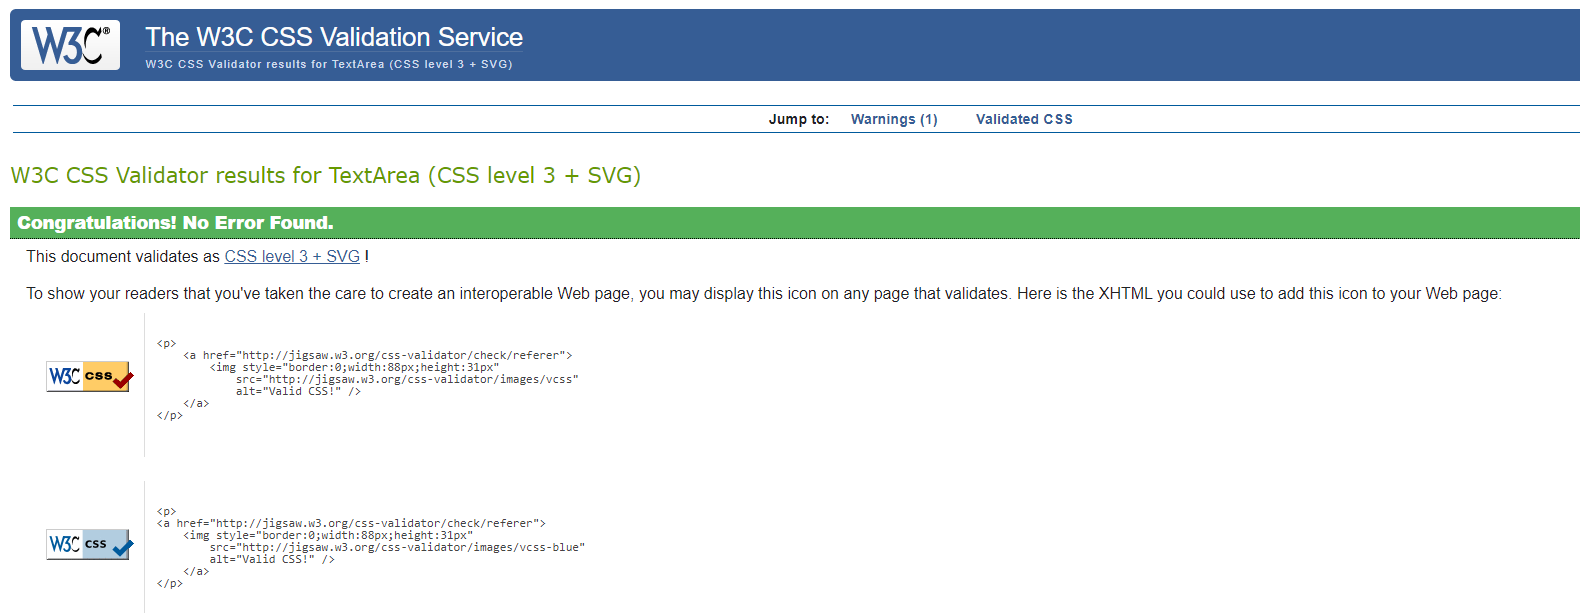 W3C®
The W3C CSS Validation Service
W3C CSS Validator results for TextArea (CSS level 3 + SVG)
Jump to: Warnings (1) Validated CSS
W3C CSS Validator results for TextArea (CSS level 3 + SVG)
Congratulations! No Error Found.
This document validates as CSS level 3 + SVG !
To show your readers that you've taken the care to create an interoperable Web page, you may display this icon on any page that validates. Here is the XHTML you could use to add this icon to your Web page:
W3C css
<p>
<a href="http://jigsaw.w3.org/css-validator/check/referer">
<img style="border:0;width:88px;height:31px"
src="http://jigsaw.w3.org/css-validator/images/vcss"
alt="Valid CSS!" />
</a>
</p>
W3C css
<p>
<a href="http://jigsaw.w3.org/css-validator/check/referer">
<img style="border:0;width:88px;height:31px"
src="http://jigsaw.w3.org/css-validator/images/vcss-blue"
alt="Valid CSS!" />
</a>
</p>